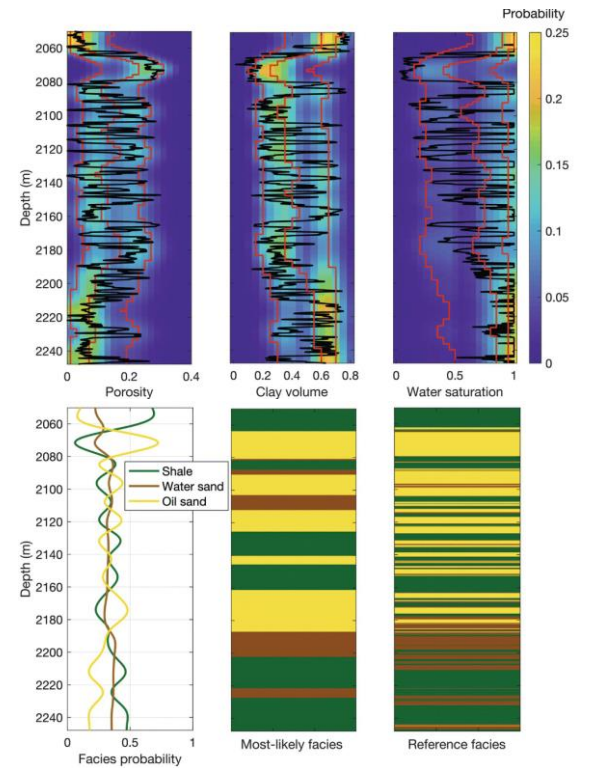 Probability
2060
2080
2100
2120
2140
2160
2180
2200
2220
2240
Depth (m)
0 0.2 0.4
Porosity
0 0.2 0.4 0.6 0.8
Clay volume
0 0.5 1
Water saturation
0.25
0.2
0.15
0.1
0.05
0
2060
2080
2100
2120
2140
2160
2180
2200
2220
2240
Depth (m)
Shale
Water sand
Oil sand
0 0.5 1
Facies probability
Most-likely facies
Reference facies